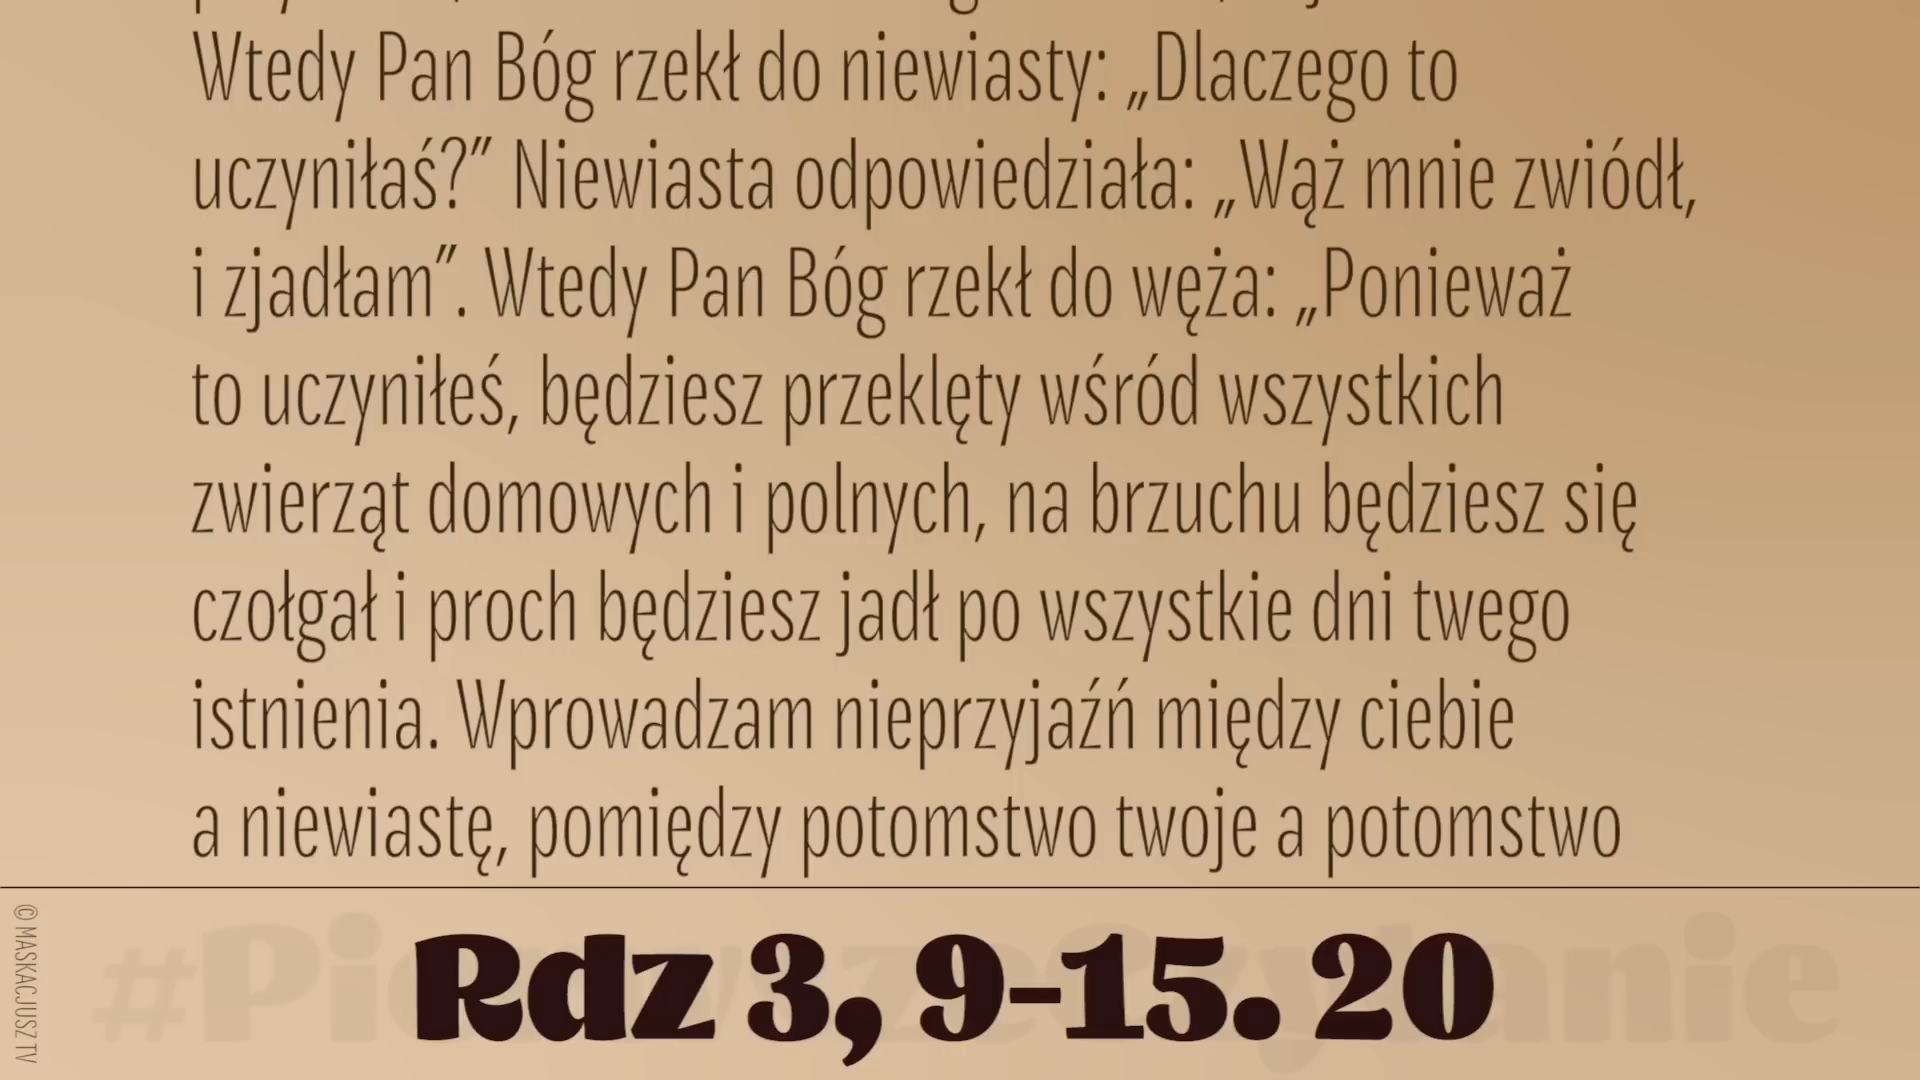 Wtedy Pan Bóg rzekł do niewiasty: „Dlaczego to
uczyniłaś?” Niewiasta odpowiedziała: „Wąż mnie zwiódł,
i zjadłam”. Wtedy Pan Bóg rzekł do węża: „Ponieważ
to uczyniłeś, będziesz przeklęty wśród wszystkich
zwierząt domowych i polnych, na brzuchu będziesz się
czołgał i proch będziesz jadł po wszystkie dni twego
istnienia. Wprowadzam nieprzyjaźń między ciebie
a niewiastę, pomiędzy potomstwo twoje a potomstwo
#PierwszeCzytanie
Rdz 3, 9-15. 20
© MASKACJUSZ TV